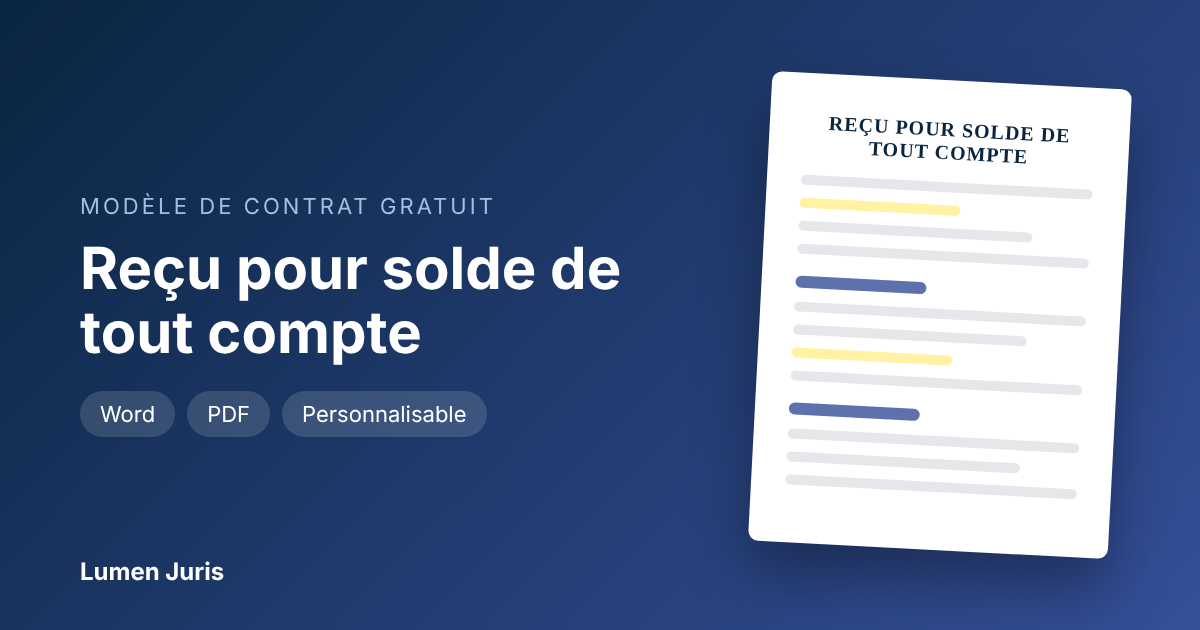 MODÈLE DE CONTRAT GRATUIT
Reçu pour solde de
tout compte
Word
PDF
Personnalisable
Lumen Juris
REÇU POUR SOLDE DE
TOUT COMPTE